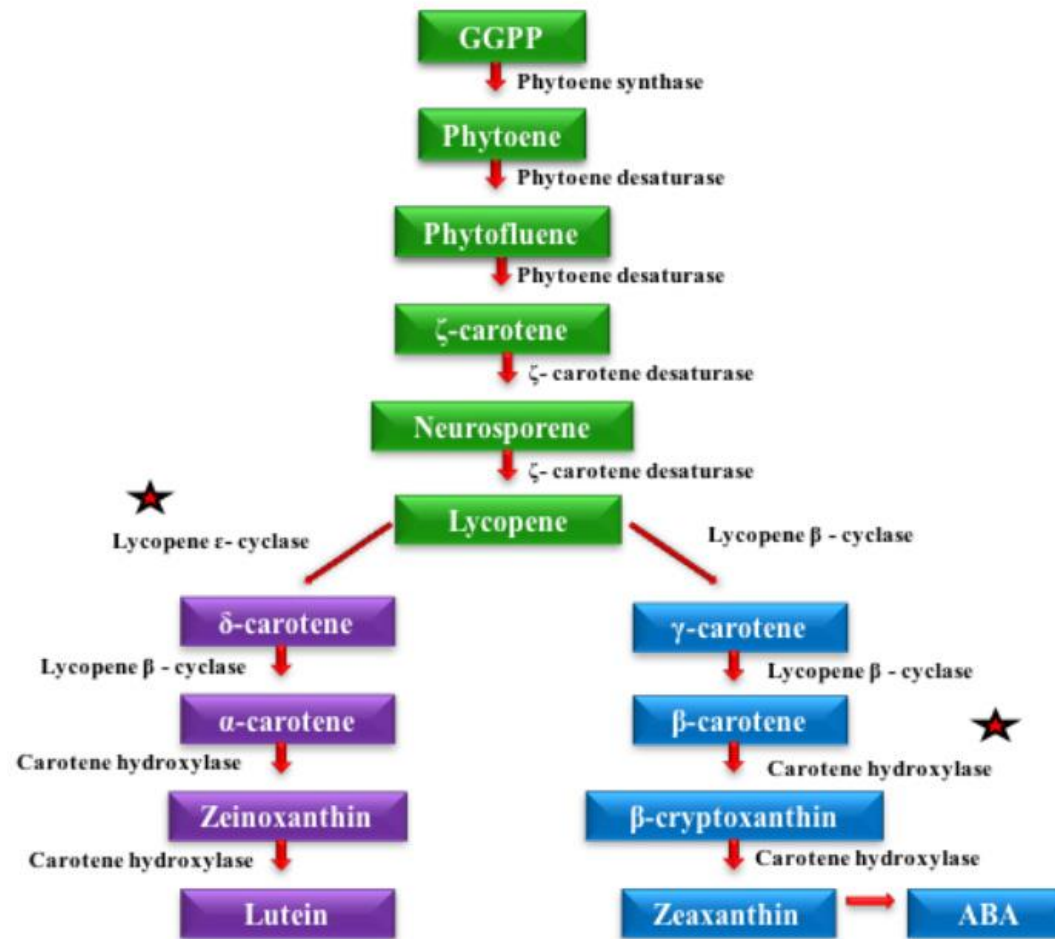 GGPP
Phytoene synthase
Phytoene
Phytoene desaturase
Phytofluene
Phytoene desaturase
ζ-carotene
ζ- carotene desaturase
Neurosporene
ζ- carotene desaturase
Lycopene
Lycopene ε- cyclase
Lycopene β - cyclase
δ-carotene
γ-carotene
Lycopene β - cyclase
Lycopene β - cyclase
α-carotene
β-carotene
Carotene hydroxylase
Carotene hydroxylase
Zeinoxanthin
β-cryptoxanthin
Carotene hydroxylase
Carotene hydroxylase
Lutein
Zeaxanthin
ABA